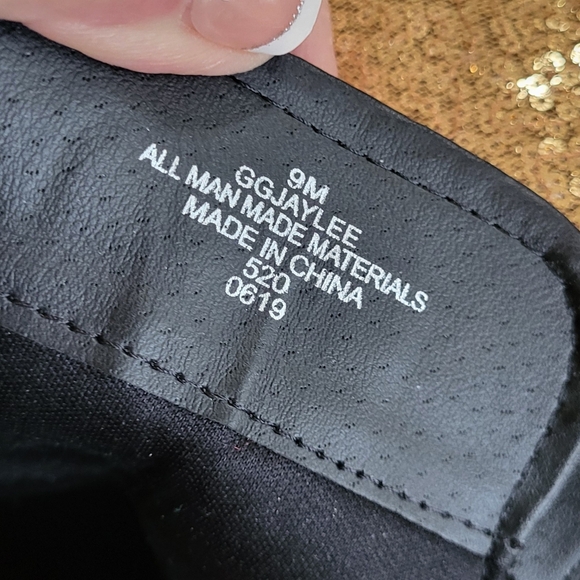 9M
GGJAYLEE
ALL MAN MADE MATERIALS
MADE IN CHINA
520
0619